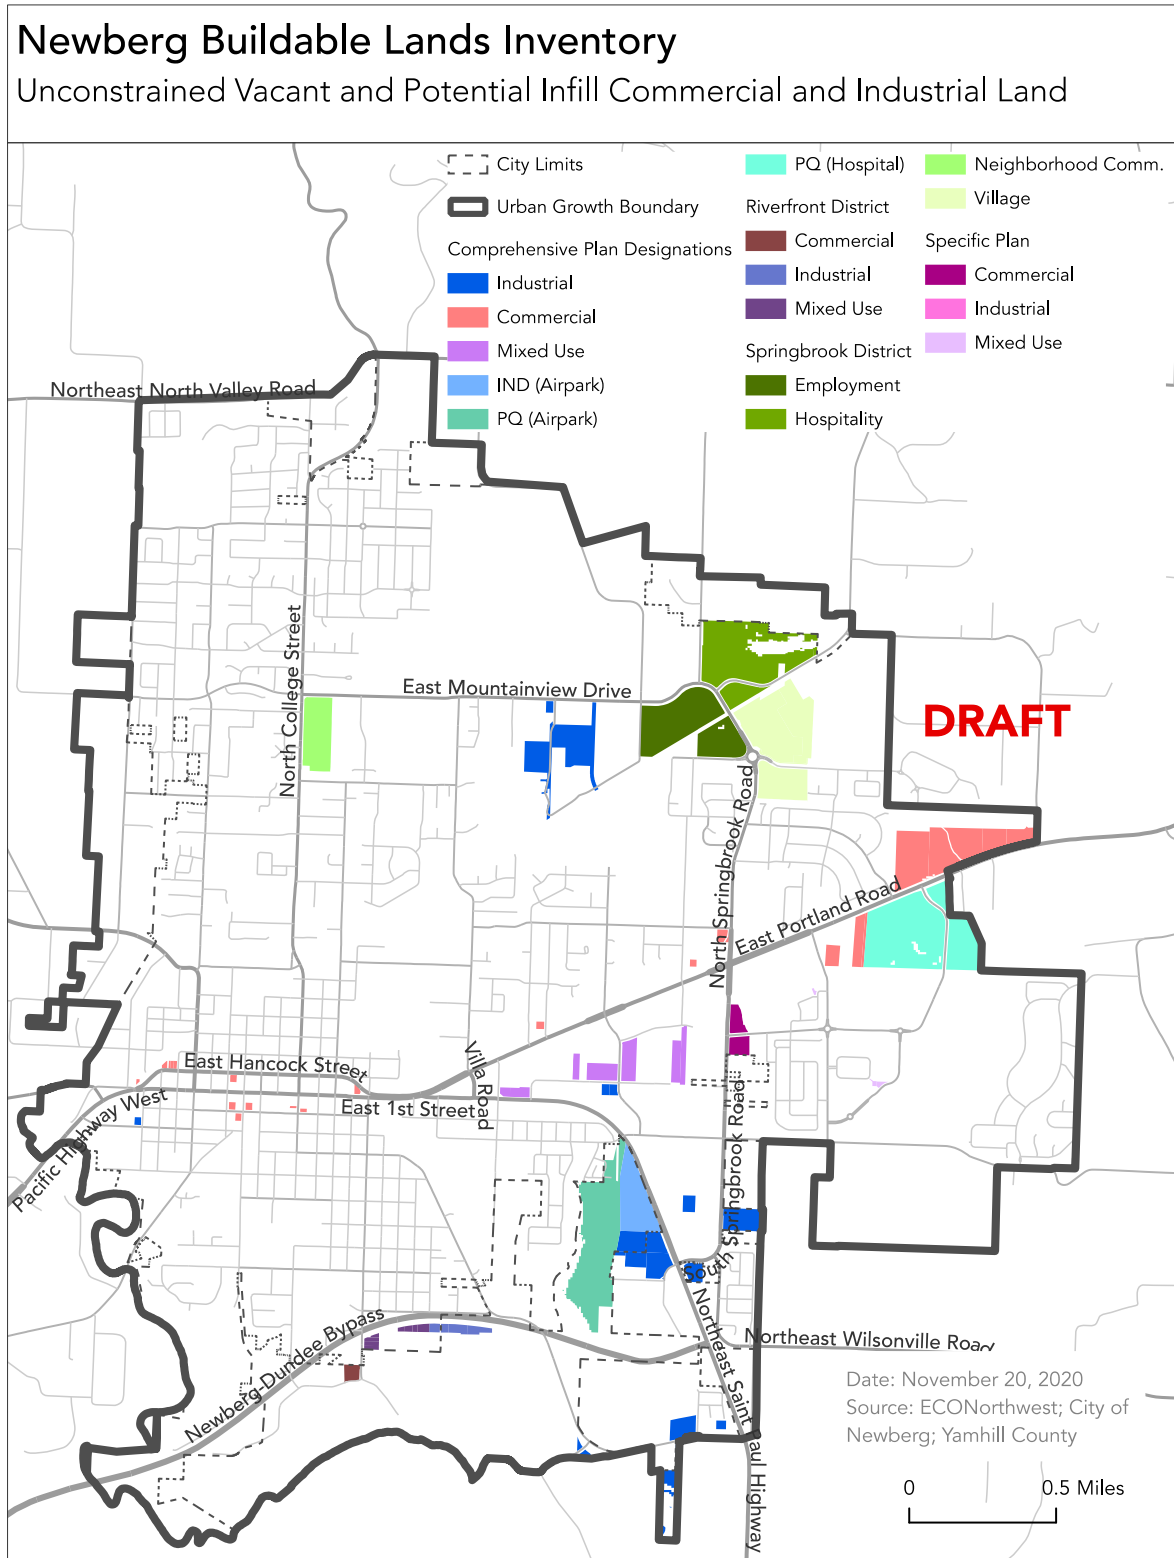 Newberg Buildable Lands Inventory
Unconstrained Vacant and Potential Infill Commercial and Industrial Land
City Limits
Urban Growth Boundary
Comprehensive Plan Designations
Industrial
Commercial
Mixed Use
IND (Airpark)
PQ (Airpark)
PQ (Hospital)
Riverfront District
Commercial
Industrial
Mixed Use
Springbrook District
Employment
Hospitality
Neighborhood Comm.
Village
Specific Plan
Commercial
Industrial
Mixed Use
Northeast North Valley Road
North College Street
East Mountainview Drive
DRAFT
North Springbrook Road
East Portland Road
Villa Road
East Hancock Street
East 1st Street
Pacific Highway West
South Springbrook Road
Newberg-Dundee Bypass
Northeast Wilsonville Road
Northeast Saint Paul Highway
Date: November 20, 2020
Source: ECONorthwest; City of
Newberg; Yamhill County
0 0.5 Miles